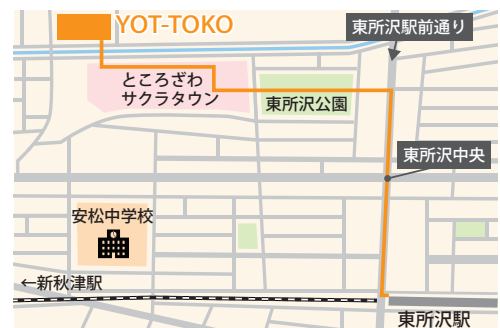 YOT-TOKO
東所沢駅前通り
ところざわ
サクラタウン
東所沢公園
東所沢中央
安松中学校
←新秋津駅
東所沢駅